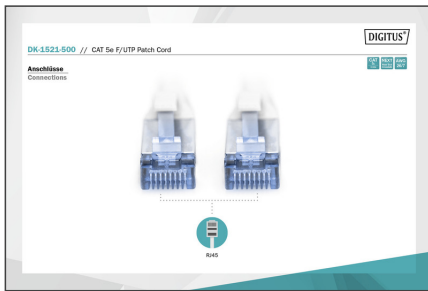 DIGITUS®
DK-1521-500 // CAT 5e F/UTP Patch Cord
Anschlüsse
Connections
RJ45